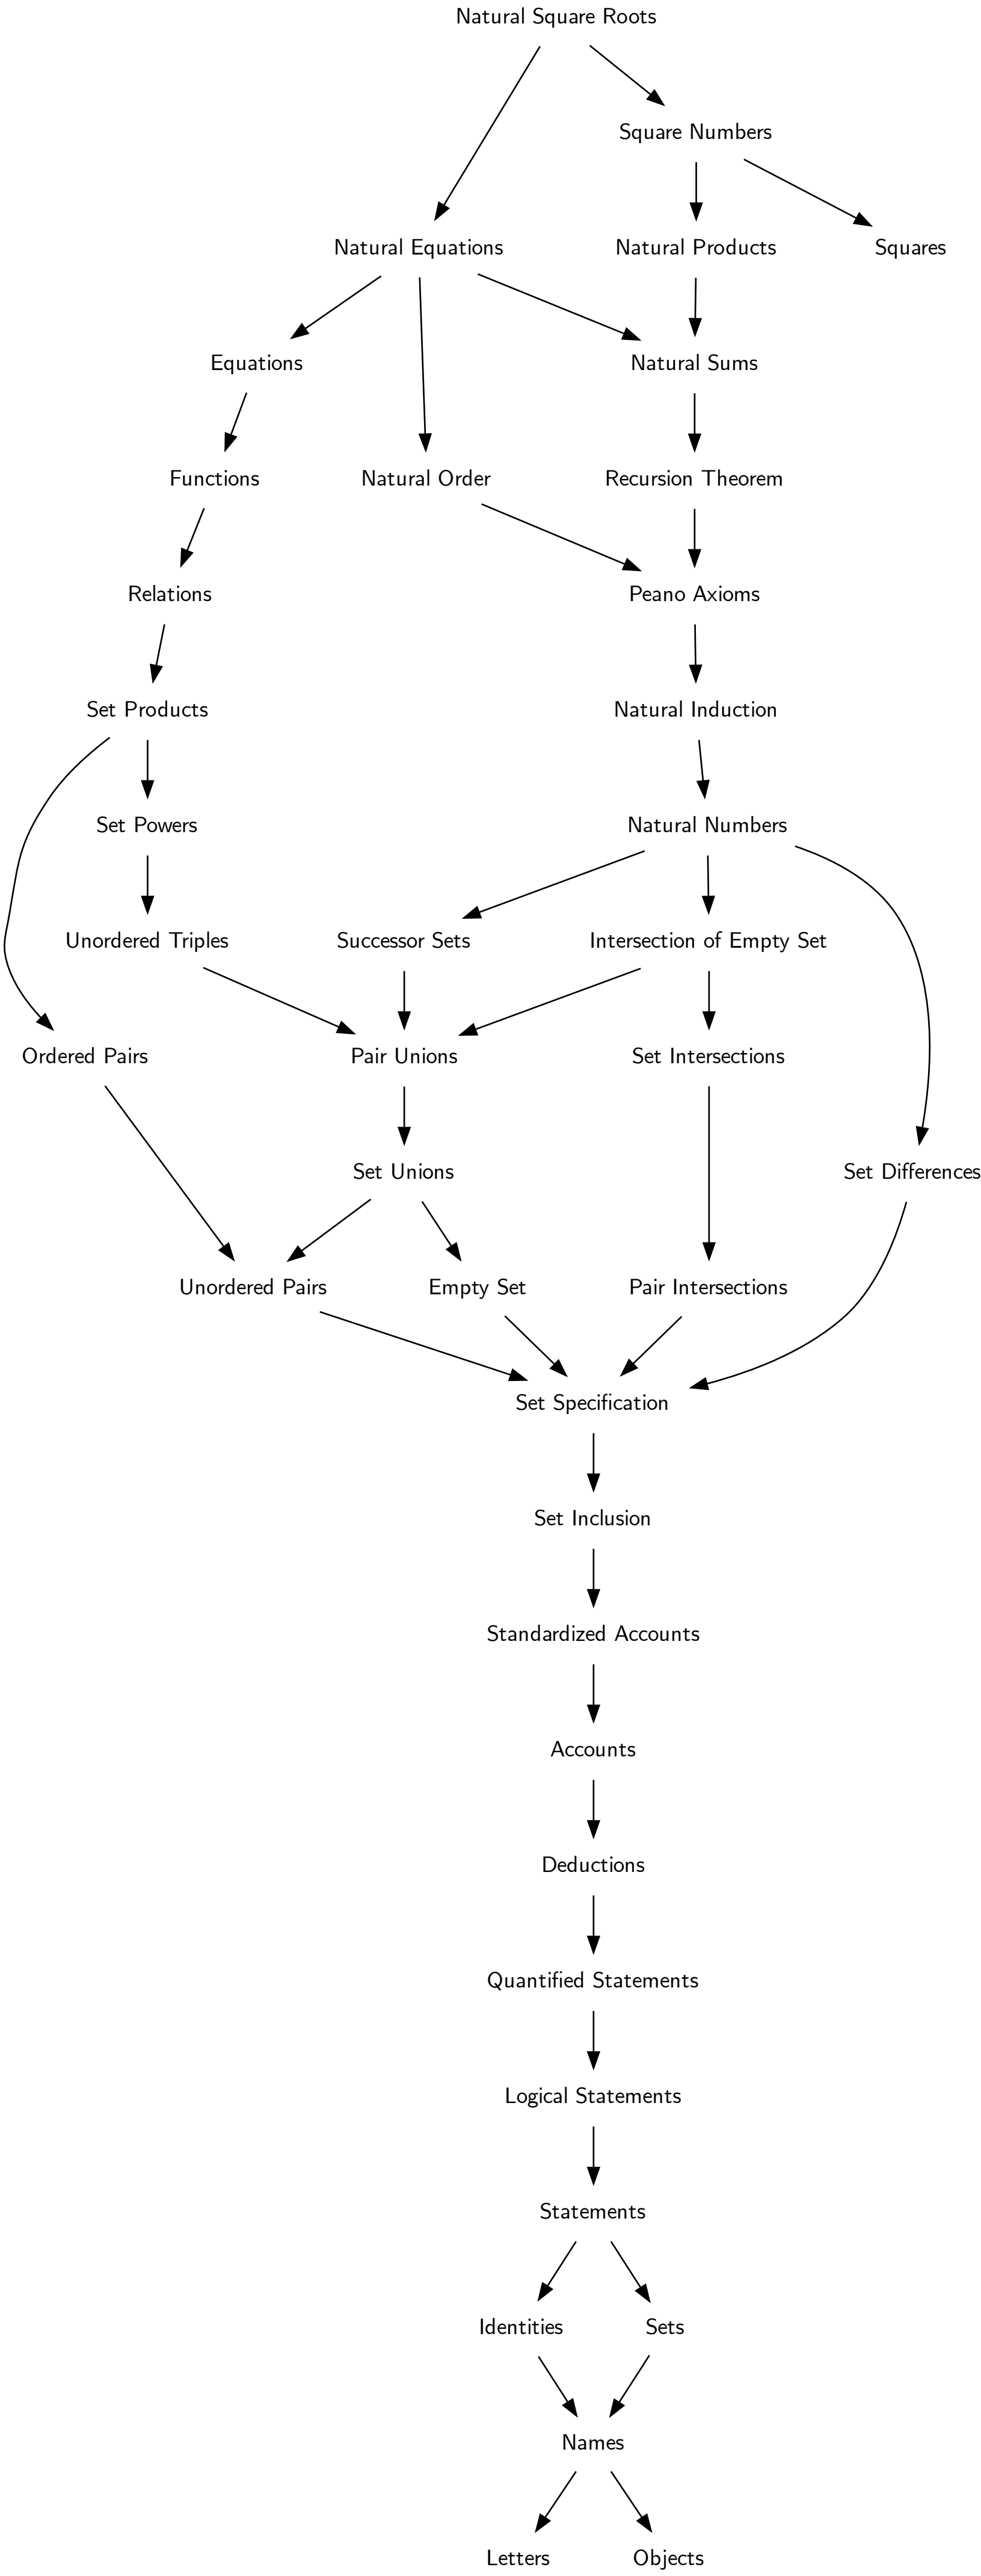 Natural Square Roots
Square Numbers
Natural Equations
Natural Products
Squares
Equations
Natural Sums
Functions
Natural Order
Recursion Theorem
Relations
Peano Axioms
Set Products
Natural Induction
Set Powers
Natural Numbers
Unordered Triples
Successor Sets
Intersection of Empty Set
Ordered Pairs
Pair Unions
Set Intersections
Set Unions
Set Differences
Unordered Pairs
Empty Set
Pair Intersections
Set Specification
Set Inclusion
Standardized Accounts
Accounts
Deductions
Quantified Statements
Logical Statements
Statements
Identities
Sets
Names
Letters
Objects